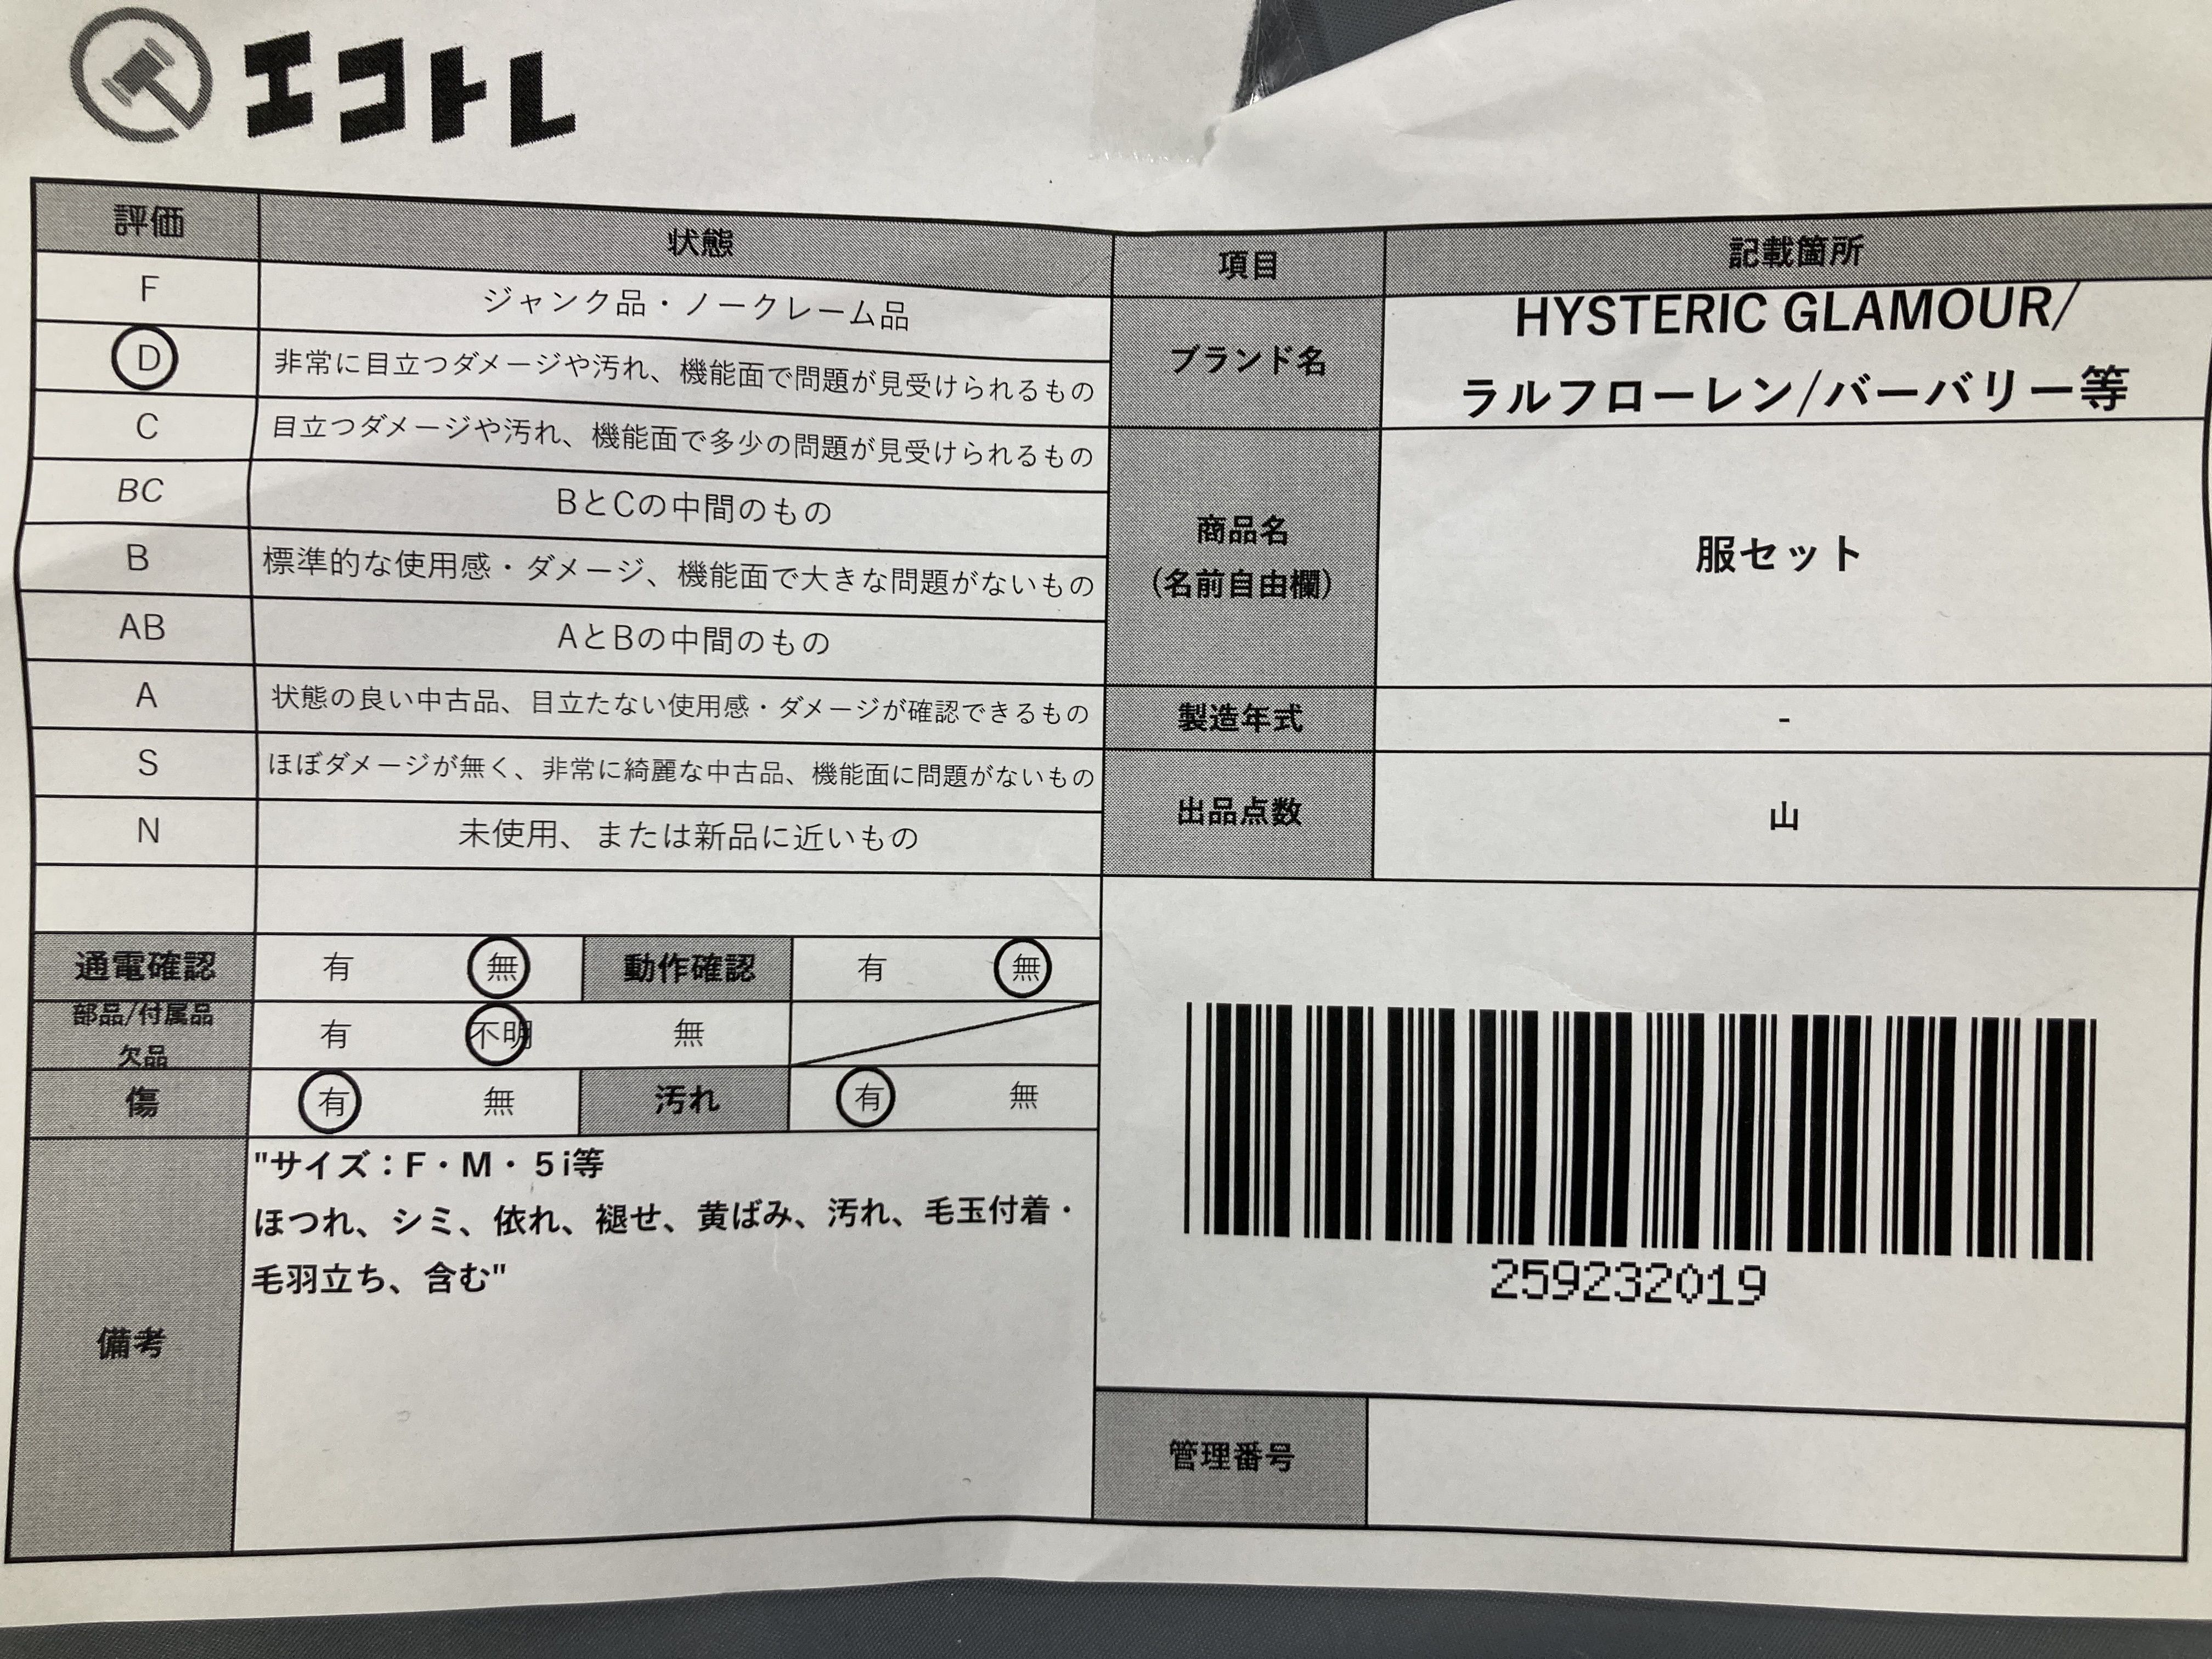 エコトレ
評価 状態
F ジャンク品・ノークレーム品
D 非常に目立つダメージや汚れ、機能面で問題が見受けられるもの
C 目立つダメージや汚れ、機能面で多少の問題が見受けられるもの
BC BとCの中間のもの
B 標準的な使用感・ダメージ、機能面で大きな問題がないもの
AB AとBの中間のもの
A 状態の良い中古品、目立たない使用感・ダメージが確認できるもの
S ほぼダメージが無く、非常に綺麗な中古品、機能面に問題がないもの
N 未使用、または新品に近いもの
通電確認 有 無 動作確認 有 無
部品/付属品
欠品
有 不明 無
傷 有 無 汚れ 有 無
備考
"サイズ：F・M・５i等
ほつれ、シミ、依れ、褪せ、黄ばみ、汚れ、毛玉付着・
毛羽立ち、含む"
項目 記載箇所
ブランド名
HYSTERIC GLAMOUR/
ラルフローレン/バーバリー等
商品名
（名前自由欄）
服セット
製造年式 -
出品点数 山
259232019
管理番号